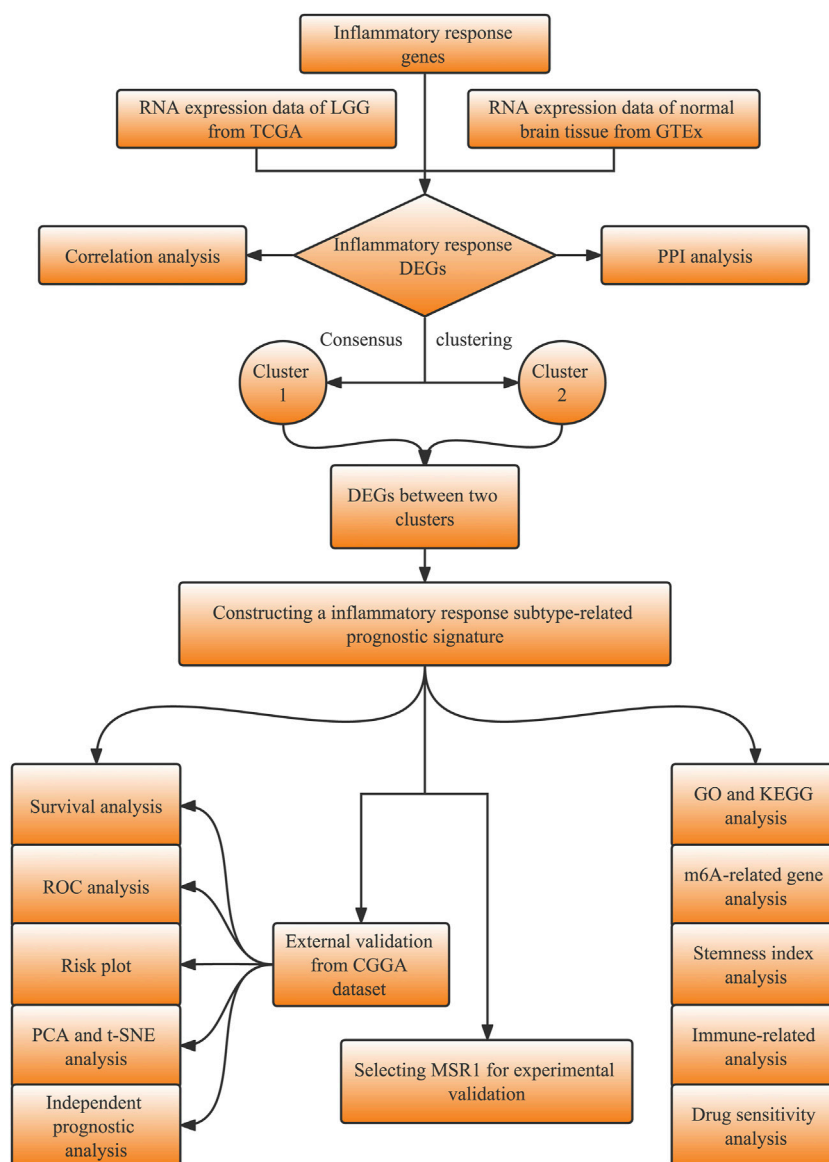 Inflammatory response
genes
RNA expression data of LGG
from TCGA
RNA expression data of normal
brain tissue from GTEx
Correlation analysis
Inflammatory response
DEGs
PPI analysis
Consensus clustering
Cluster
1
Cluster
2
DEGs between two
clusters
Constructing a inflammatory response subtype-related
prognostic signature
Survival analysis
ROC analysis
Risk plot
PCA and t-SNE
analysis
Independent
prognostic
analysis
External validation
from CGGA
dataset
Selecting MSR1 for experimental
validation
GO and KEGG
analysis
m6A-related gene
analysis
Stemness index
analysis
Immune-related
analysis
Drug sensitivity
analysis